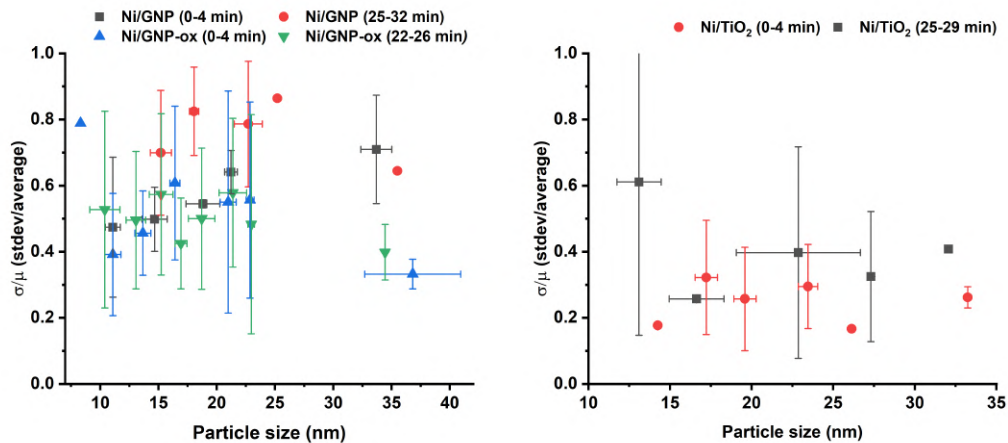 Ni/GNP (0-4 min) Ni/GNP (25-32 min)
Ni/GNP-ox (0-4 min) Ni/GNP-ox (22-26 min)
1.0
0.8
0.6
0.4
0.2
0.0
σ/μ (stdev/average)
10 15 20 25 30 35 40
Particle size (nm)
Ni/TiO₂ (0-4 min) Ni/TiO₂ (25-29 min)
1.0
0.8
0.6
0.4
0.2
0.0
σ/μ (stdev/average)
10 15 20 25 30 35
Particle size (nm)